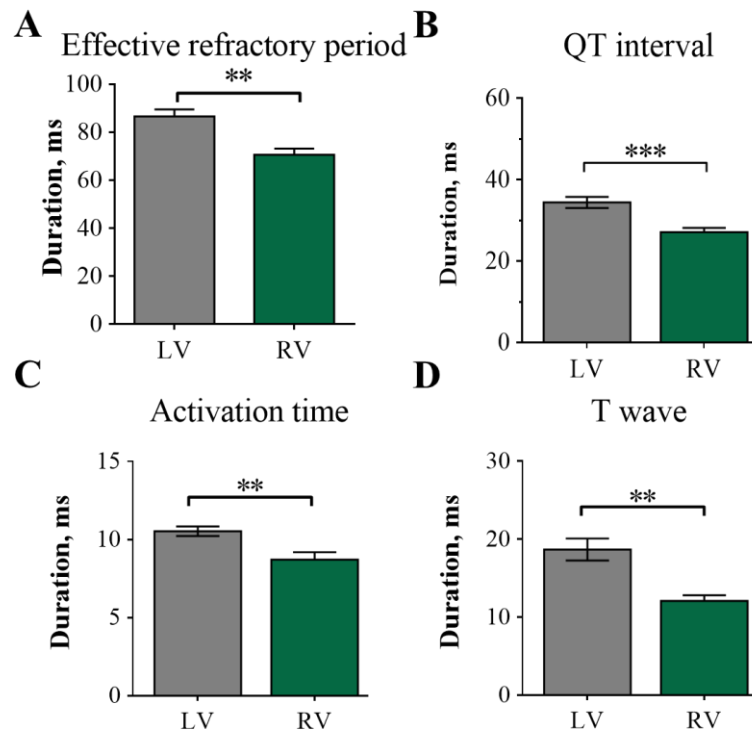 A
Effective refractory period
Duration, ms
100
80
60
40
20
0
**
LV RV
B
QT interval
Duration, ms
60
40
20
0
***
LV RV
C
Activation time
Duration, ms
15
10
5
0
**
LV RV
D
T wave
Duration, ms
30
20
10
0
**
LV RV